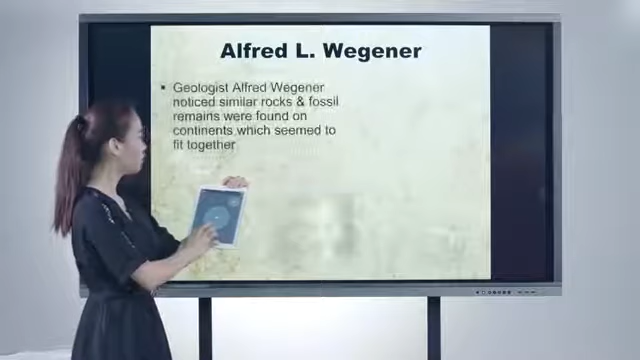 Alfred L. Wegener
▪ Geologist Alfred Wegener
noticed similar rocks & fossil
remains were found on
continents which seemed to
fit together